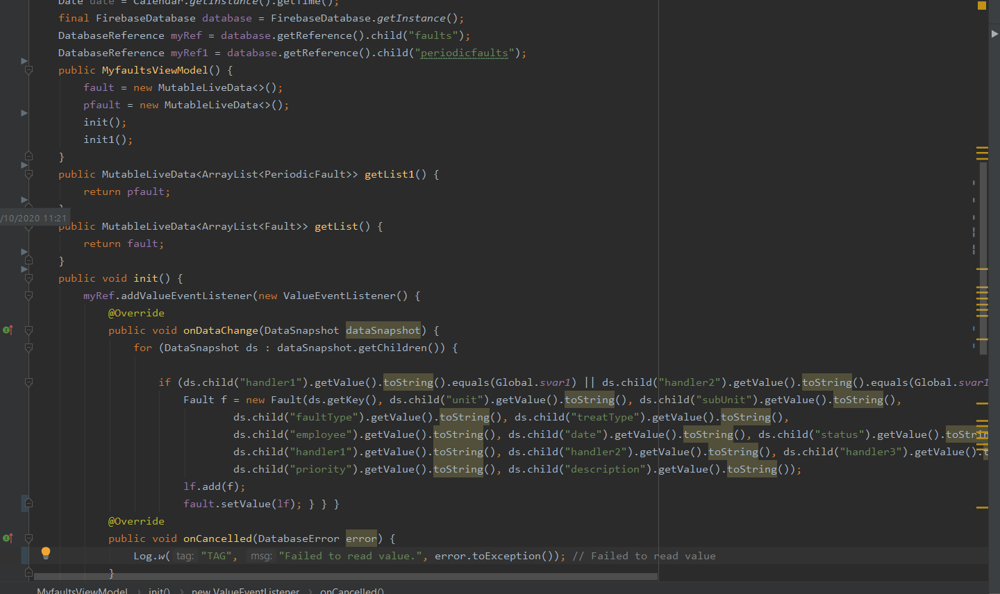 Date date = Calendar.getInstance().getTime();
final FirebaseDatabase database = FirebaseDatabase.getInstance();
DatabaseReference myRef = database.getReference().child("faults");
DatabaseReference myRef1 = database.getReference().child("periodicfaults");
public MyfaultsViewModel() {
fault = new MutableLiveData<>();
pfault = new MutableLiveData<>();
init();
init1();
}
public MutableLiveData<ArrayList<PeriodicFault>> getList1() {
return pfault;
}
/10/2020 11:21
public MutableLiveData<ArrayList<Fault>> getList() {
return fault;
}
public void init() {
myRef.addValueEventListener(new ValueEventListener() {
@Override
public void onDataChange(DataSnapshot dataSnapshot) {
for (DataSnapshot ds : dataSnapshot.getChildren()) {
if (ds.child("handler1").getValue().toString().equals(Global.svar1) || ds.child("handler2").getValue().toString().equals(Global.svar1
Fault f = new Fault(ds.getKey(), ds.child("unit").getValue().toString(), ds.child("subUnit").getValue().toString(),
ds.child("faultType").getValue().toString(), ds.child("treatType").getValue().toString(),
ds.child("employee").getValue().toString(), ds.child("date").getValue().toString(), ds.child("status").getValue().toStrin
ds.child("handler1").getValue().toString(), ds.child("handler2").getValue().toString(), ds.child("handler3").getValue().t
ds.child("priority").getValue().toString(), ds.child("description").getValue().toString());
lf.add(f);
fault.setValue(lf); } } }
@Override
public void onCancelled(DatabaseError error) {
Log.w( tag: "TAG", msg: "Failed to read value.", error.toException()); // Failed to read value
}
MyfaultsViewModel > init() > new ValueEventListener > onCancelled()